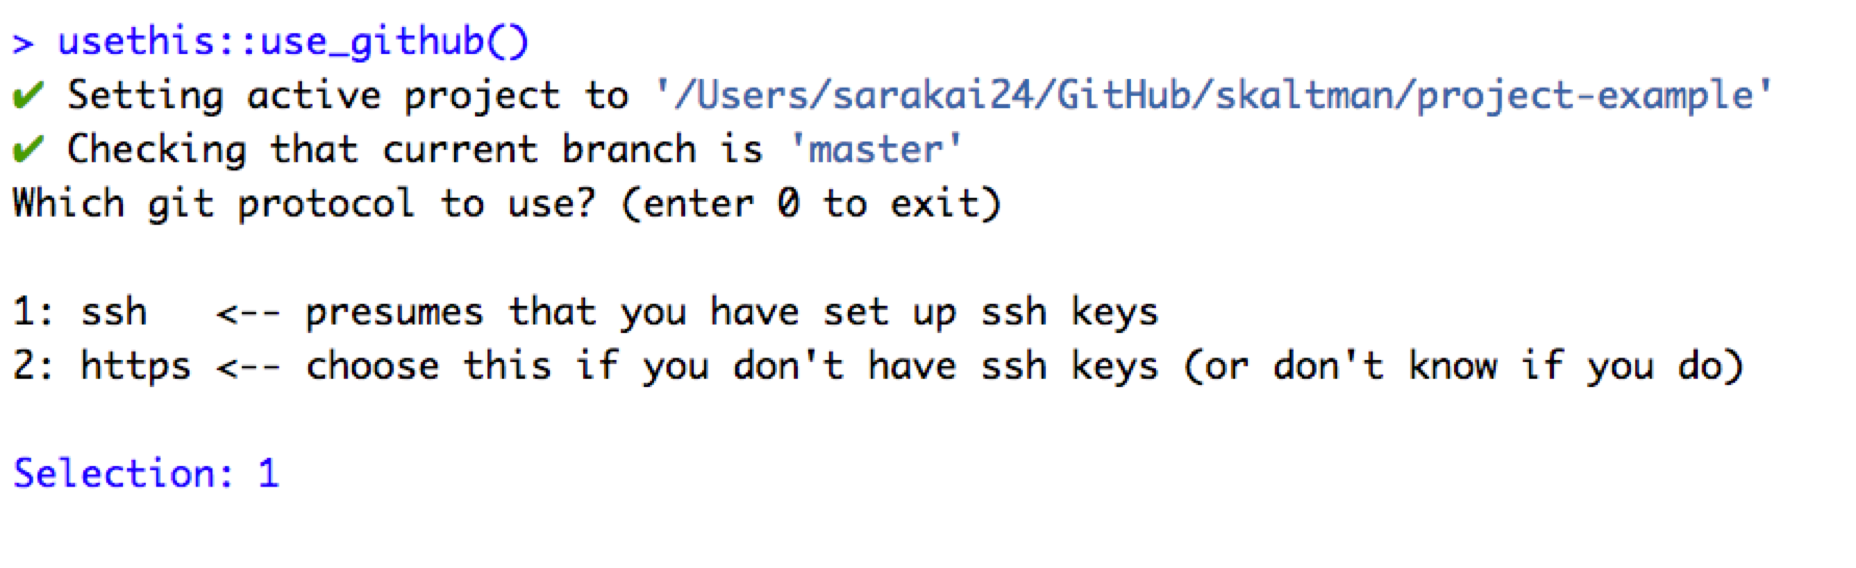 > usethis::use_github()
✔ Setting active project to '/Users/sarakai24/GitHub/skaltman/project-example'
✔ Checking that current branch is 'master'
Which git protocol to use? (enter 0 to exit)
1: ssh   <-- presumes that you have set up ssh keys
2: https <-- choose this if you don't have ssh keys (or don't know if you do)
Selection: 1